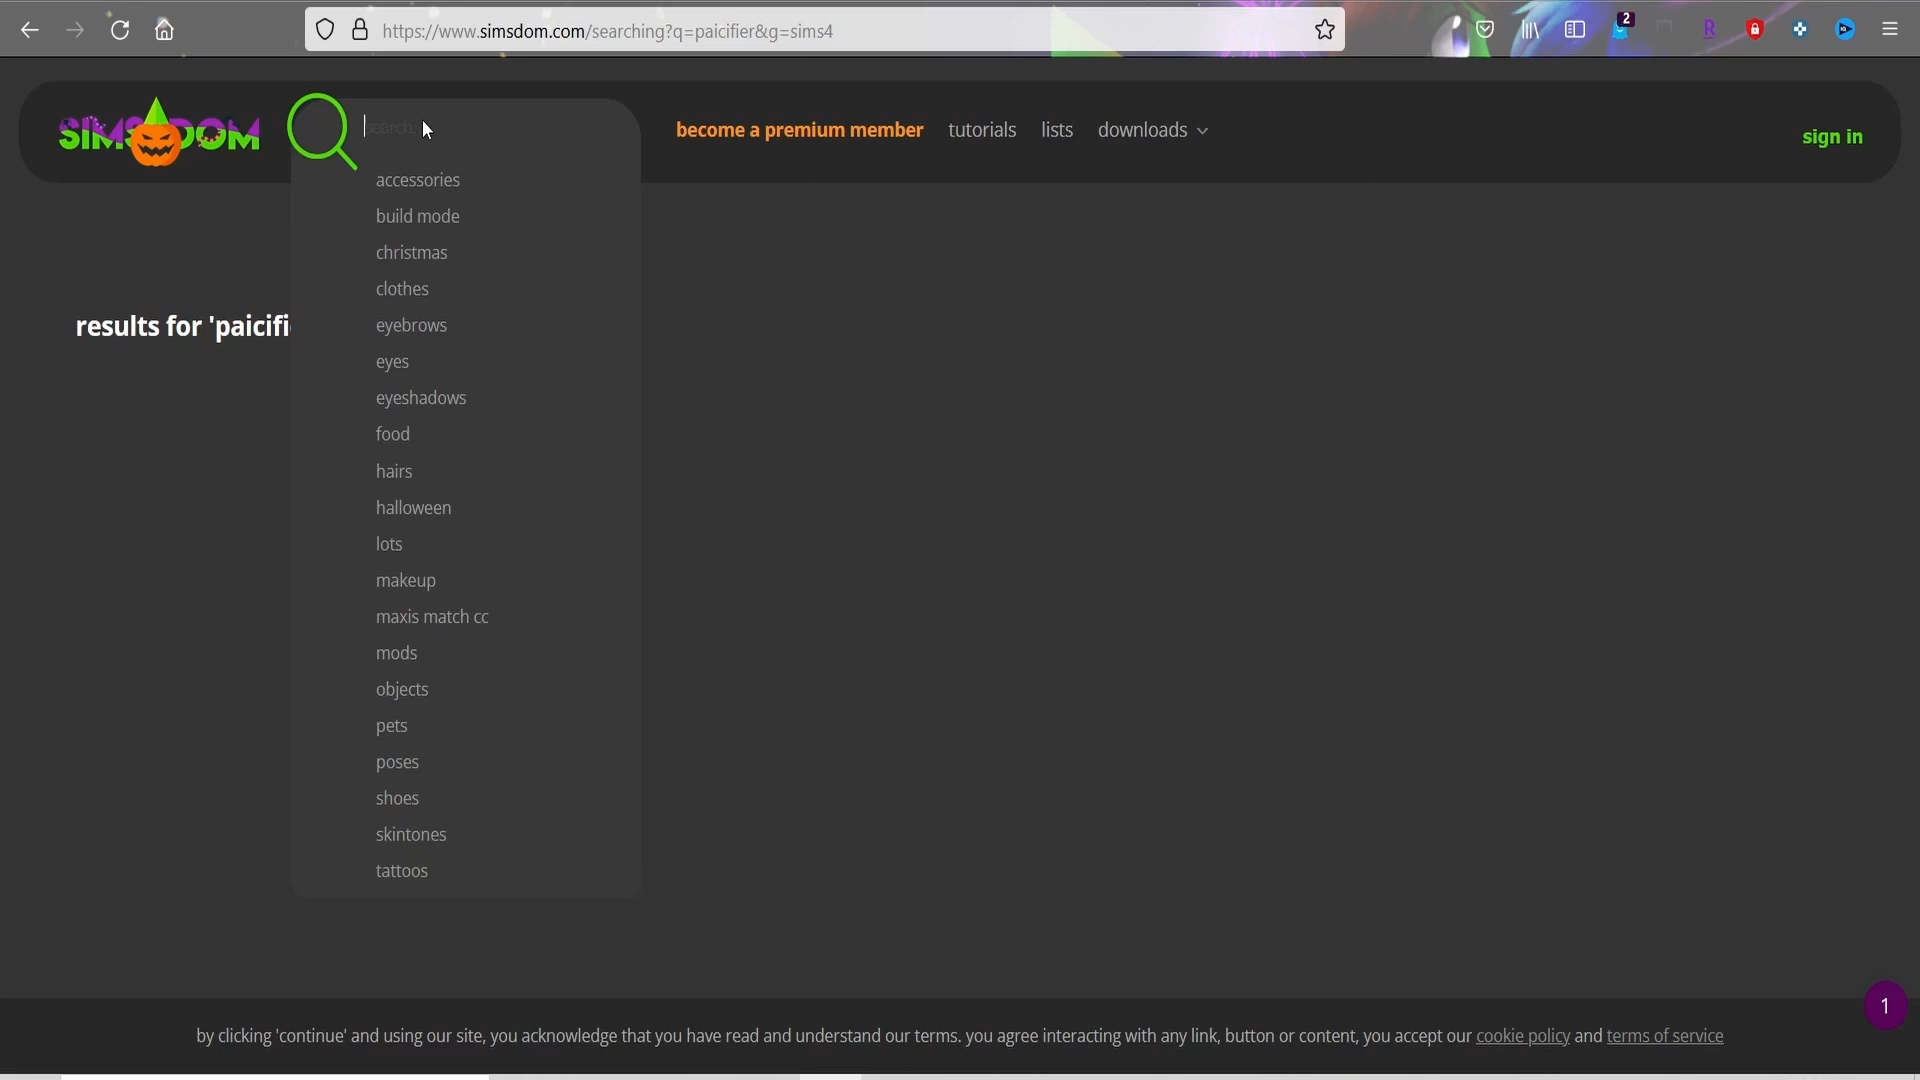 https://www.simsdom.com/searching?q=paicifier&g=sims4
2
R
SIMSDOM
search.
become a premium member
tutorials
lists
downloads
sign in
accessories
build mode
christmas
clothes
eyebrows
results for 'paicifi
eyes
eyeshadows
food
hairs
halloween
lots
makeup
maxis match cc
mods
objects
pets
poses
shoes
skintones
tattoos
1
by clicking 'continue' and using our site, you acknowledge that you have read and understand our terms. you agree interacting with any link, button or content, you accept our cookie policy and terms of service